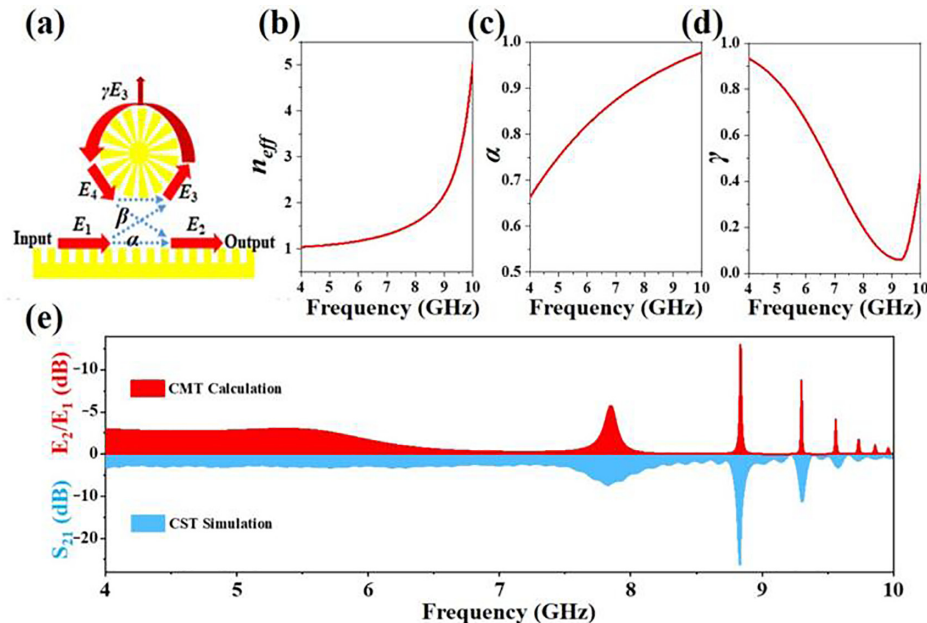 (a)
γE3
E4
E3
β
E1
E2
Input
α
Output
(b)
neff
5
4
3
2
1
4 5 6 7 8 9 10
Frequency (GHz)
(c)
α
1.0
0.9
0.8
0.7
0.6
0.5
4 5 6 7 8 9 10
Frequency (GHz)
(d)
γ
1.0
0.8
0.6
0.4
0.2
0.0
4 5 6 7 8 9 10
Frequency (GHz)
(e)
E2/E1 (dB)
-10
-5
0
CMT Calculation
S21 (dB)
-10
-20
CST Simulation
4 5 6 7 8 9 10
Frequency (GHz)